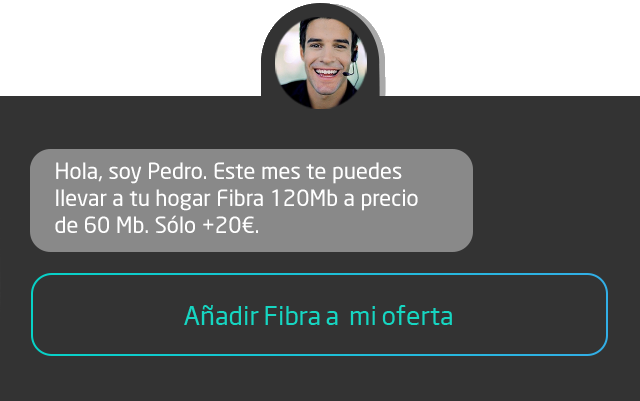 Hola, soy Pedro. Este mes te puedes
llevar a tu hogar Fibra 120Mb a precio
de 60 Mb. Sólo +20€.
Añadir Fibra a mi oferta